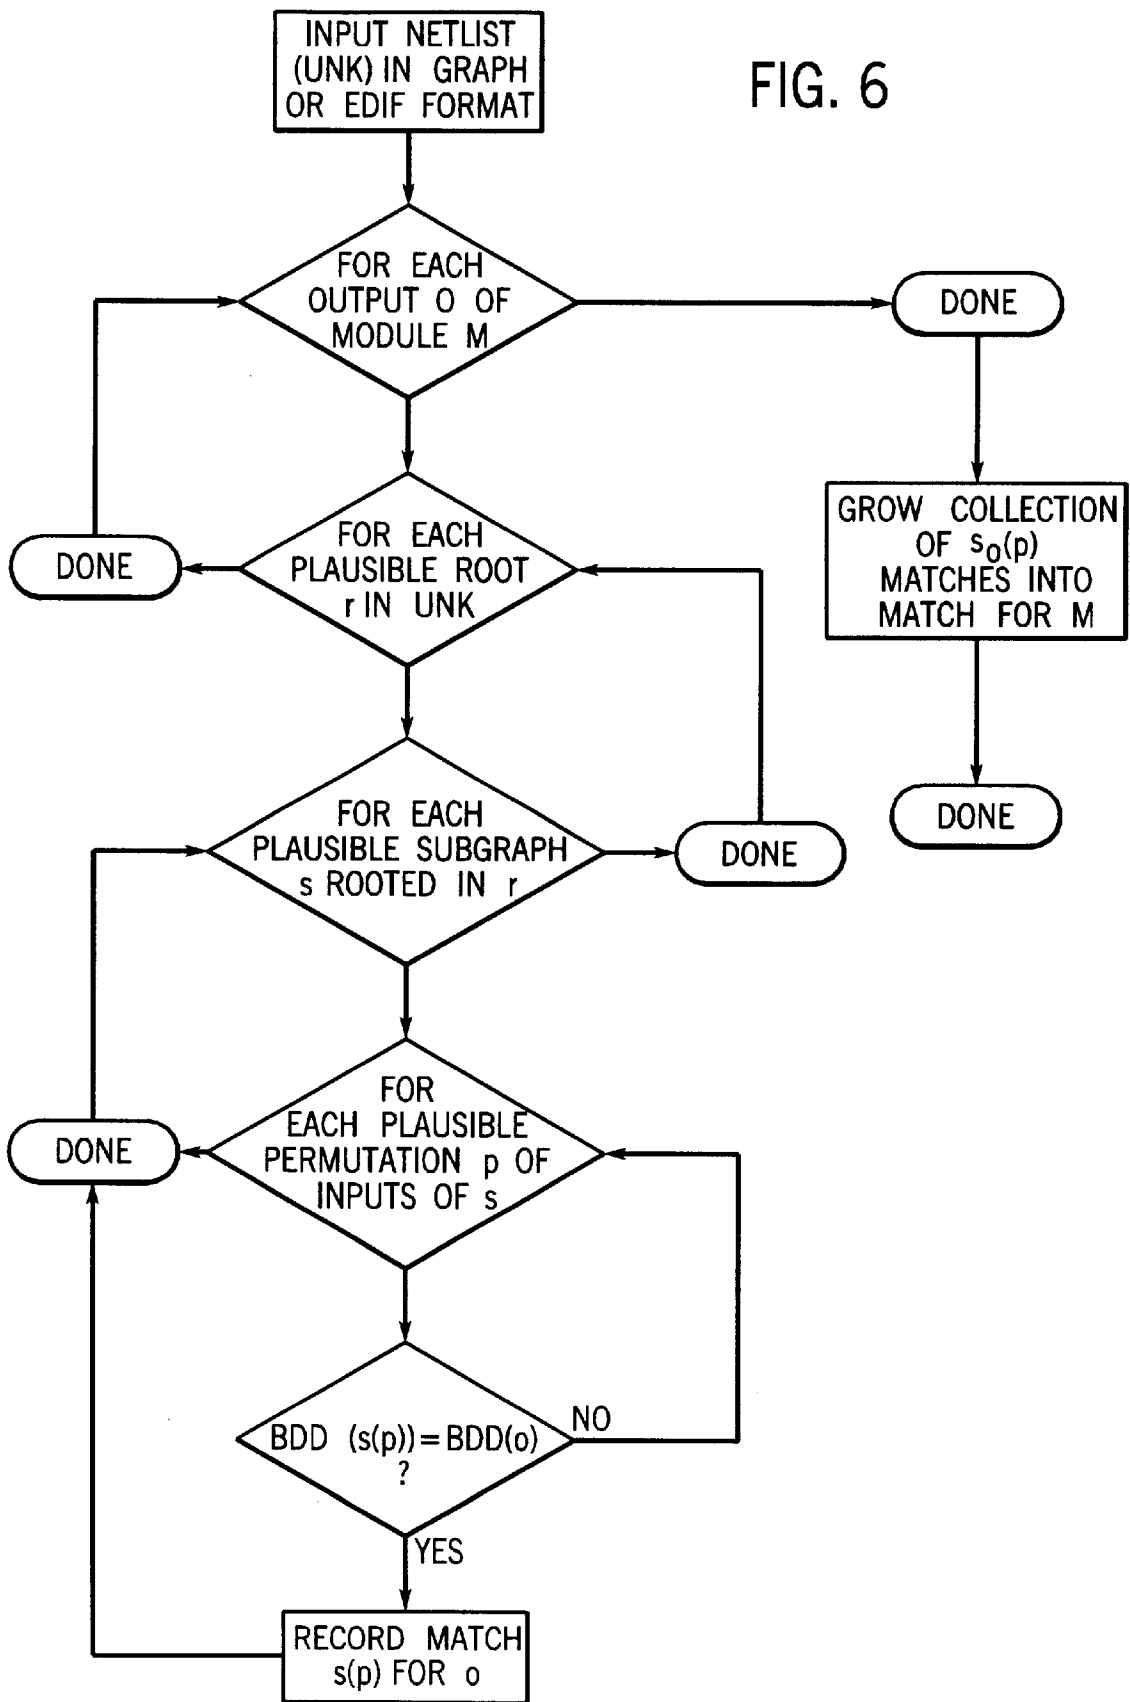 INPUT NETLIST
(UNK) IN GRAPH
OR EDIF FORMAT
FIG. 6
FOR EACH
OUTPUT O OF
MODULE M
DONE
FOR EACH
PLAUSIBLE ROOT
r IN UNK
DONE
GROW COLLECTION
OF s₀(p)
MATCHES INTO
MATCH FOR M
FOR EACH
PLAUSIBLE SUBGRAPH
s ROOTED IN r
DONE
DONE
FOR
EACH PLAUSIBLE
PERMUTATION p OF
INPUTS OF s
DONE
BDD (s(p))=BDD(o)
?
NO
YES
RECORD MATCH
s(p) FOR o